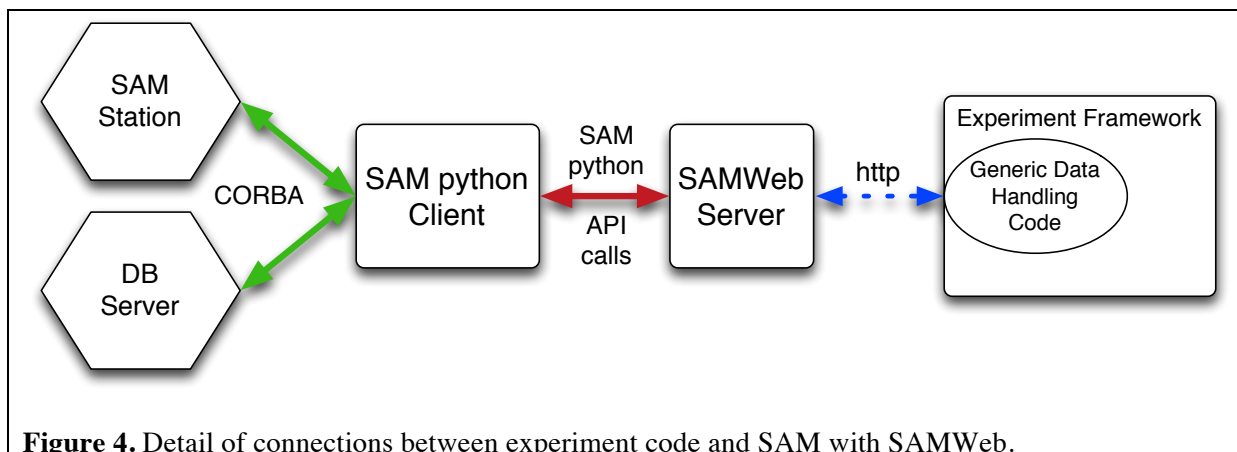 SAM
Station
DB
Server
CORBA
SAM python
Client
SAM
python
API
calls
SAMWeb
Server
http
Experiment Framework
Generic Data
Handling
Code
Figure 4. Detail of connections between experiment code and SAM with SAMWeb.